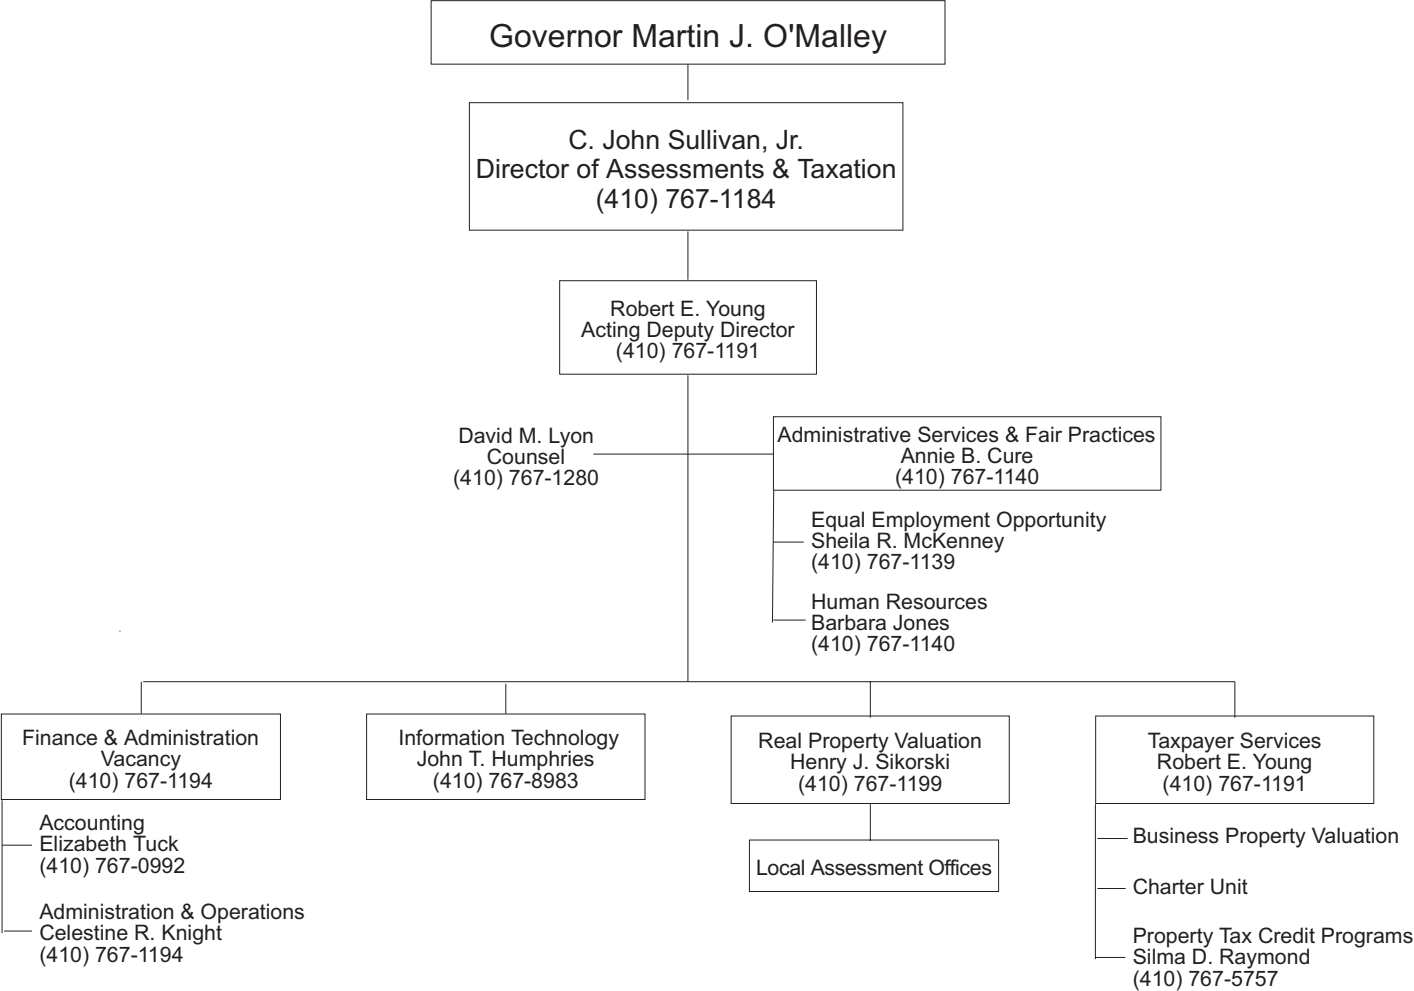 Governor Martin J. O'Malley
C. John Sullivan, Jr.
Director of Assessments & Taxation
(410) 767-1184
Robert E. Young
Acting Deputy Director
(410) 767-1191
David M. Lyon
Counsel
(410) 767-1280
Administrative Services & Fair Practices
Annie B. Cure
(410) 767-1140
Equal Employment Opportunity
Sheila R. McKenney
(410) 767-1139
Human Resources
Barbara Jones
(410) 767-1140
Finance & Administration
Vacancy
(410) 767-1194
Accounting
Elizabeth Tuck
(410) 767-0992
Administration & Operations
Celestine R. Knight
(410) 767-1194
Information Technology
John T. Humphries
(410) 767-8983
Real Property Valuation
Henry J. Sikorski
(410) 767-1199
Local Assessment Offices
Taxpayer Services
Robert E. Young
(410) 767-1191
Business Property Valuation
Charter Unit
Property Tax Credit Programs
Silma D. Raymond
(410) 767-5757